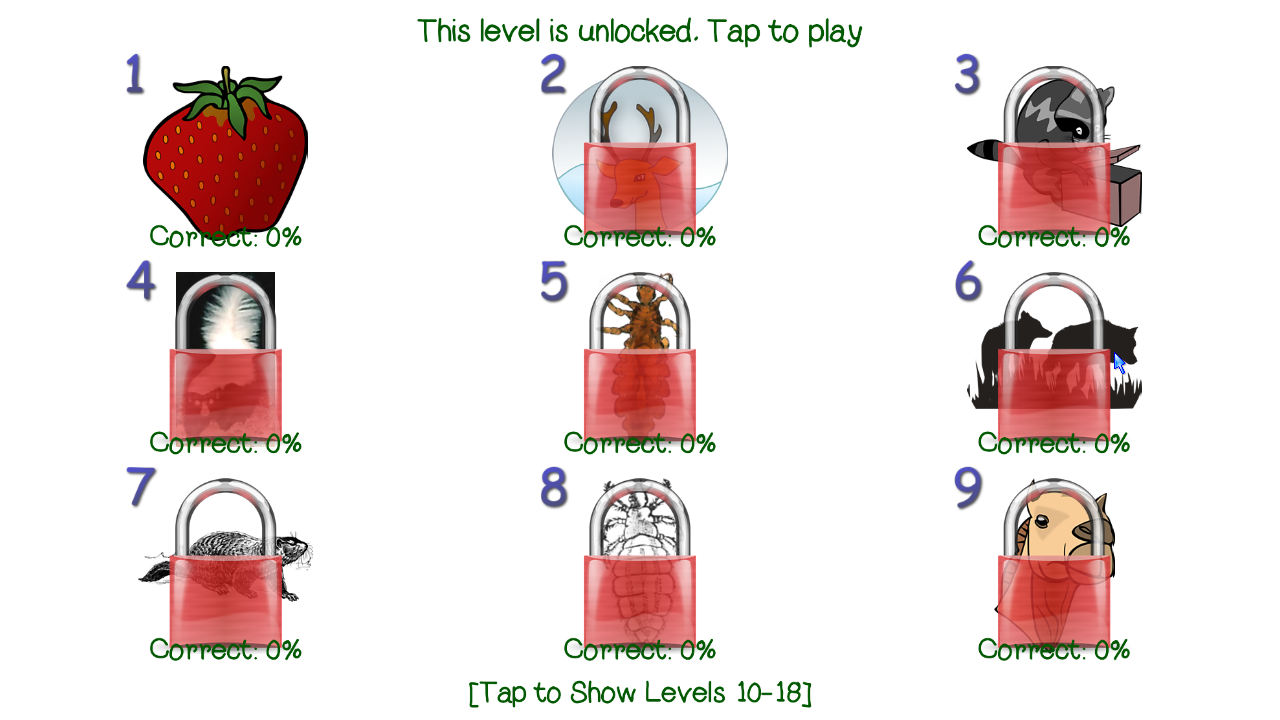 This level is unlocked. Tap to play
1 2 3
Correct: 0% Correct: 0% Correct: 0%
4 5 6
Correct: 0% Correct: 0% Correct: 0%
7 8 9
Correct: 0% Correct: 0% Correct: 0%
[Tap to Show Levels 10-18]